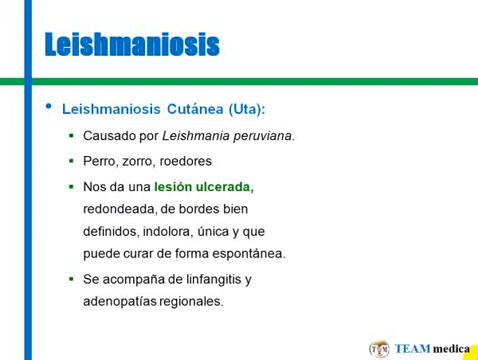 Leishmaniosis
• Leishmaniosis Cutánea (Uta):
▪ Causado por Leishmania peruviana.
▪ Perro, zorro, roedores
▪ Nos da una lesión ulcerada,
redondeada, de bordes bien
definidos, indolora, única y que
puede curar de forma espontánea.
▪ Se acompaña de linfangitis y
adenopatías regionales.
TEAM medica